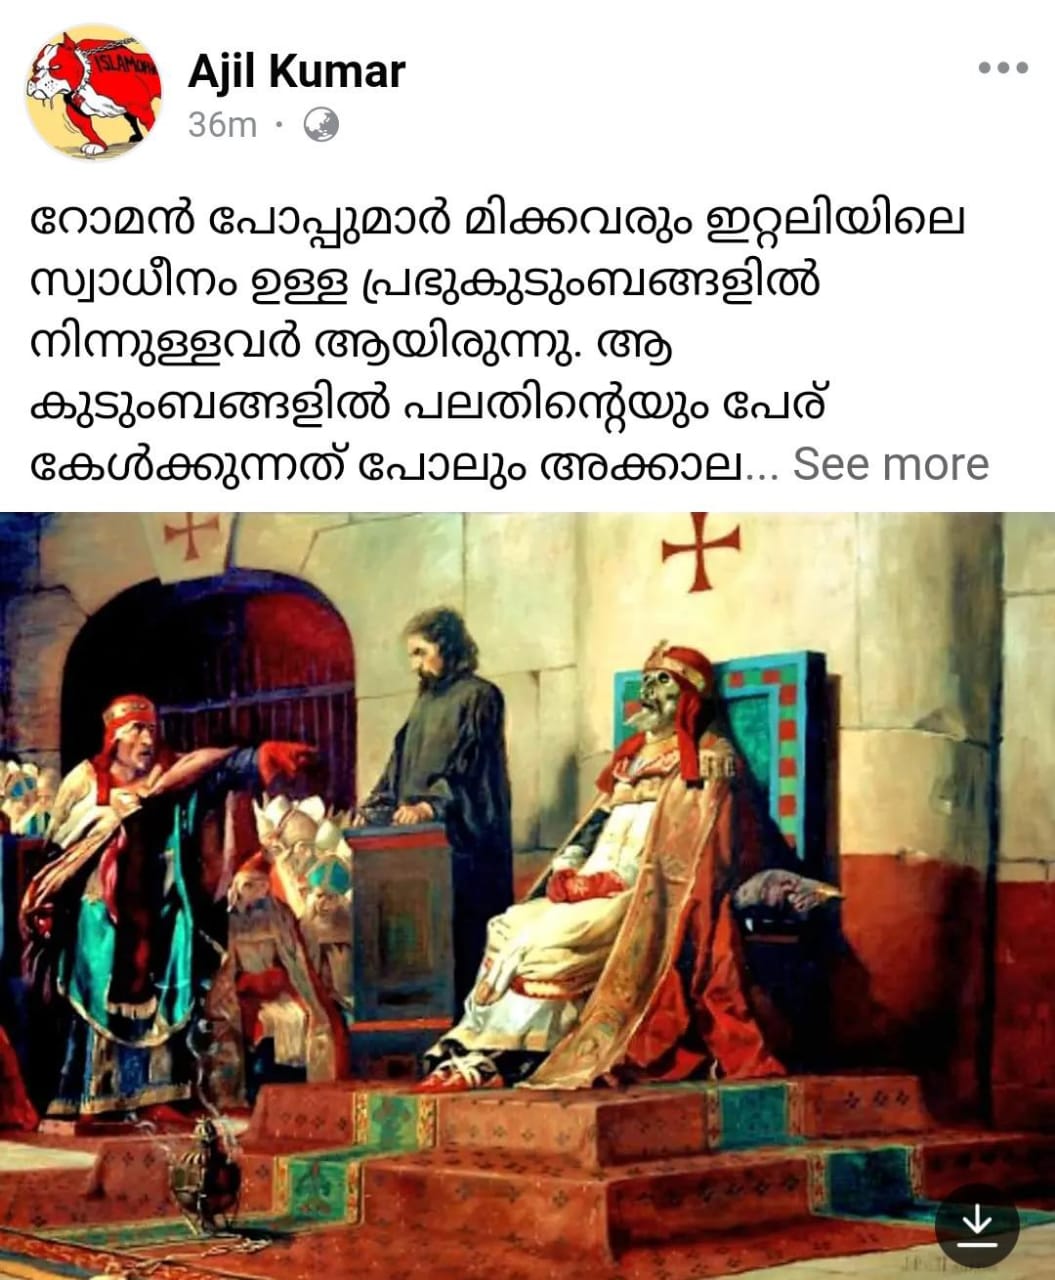 Ajil Kumar
36m ·
റോമൻ പോപ്പുമാർ മിക്കവരും ഇറ്റലിയിലെ
സ്വാധീനം ഉള്ള പ്രഭുകുടുംബങ്ങളിൽ
നിന്നുള്ളവർ ആയിരുന്നു. ആ
കുടുംബങ്ങളിൽ പലതിന്റെയും പേര്
കേൾക്കുന്നത് പോലും അക്കാല... See more